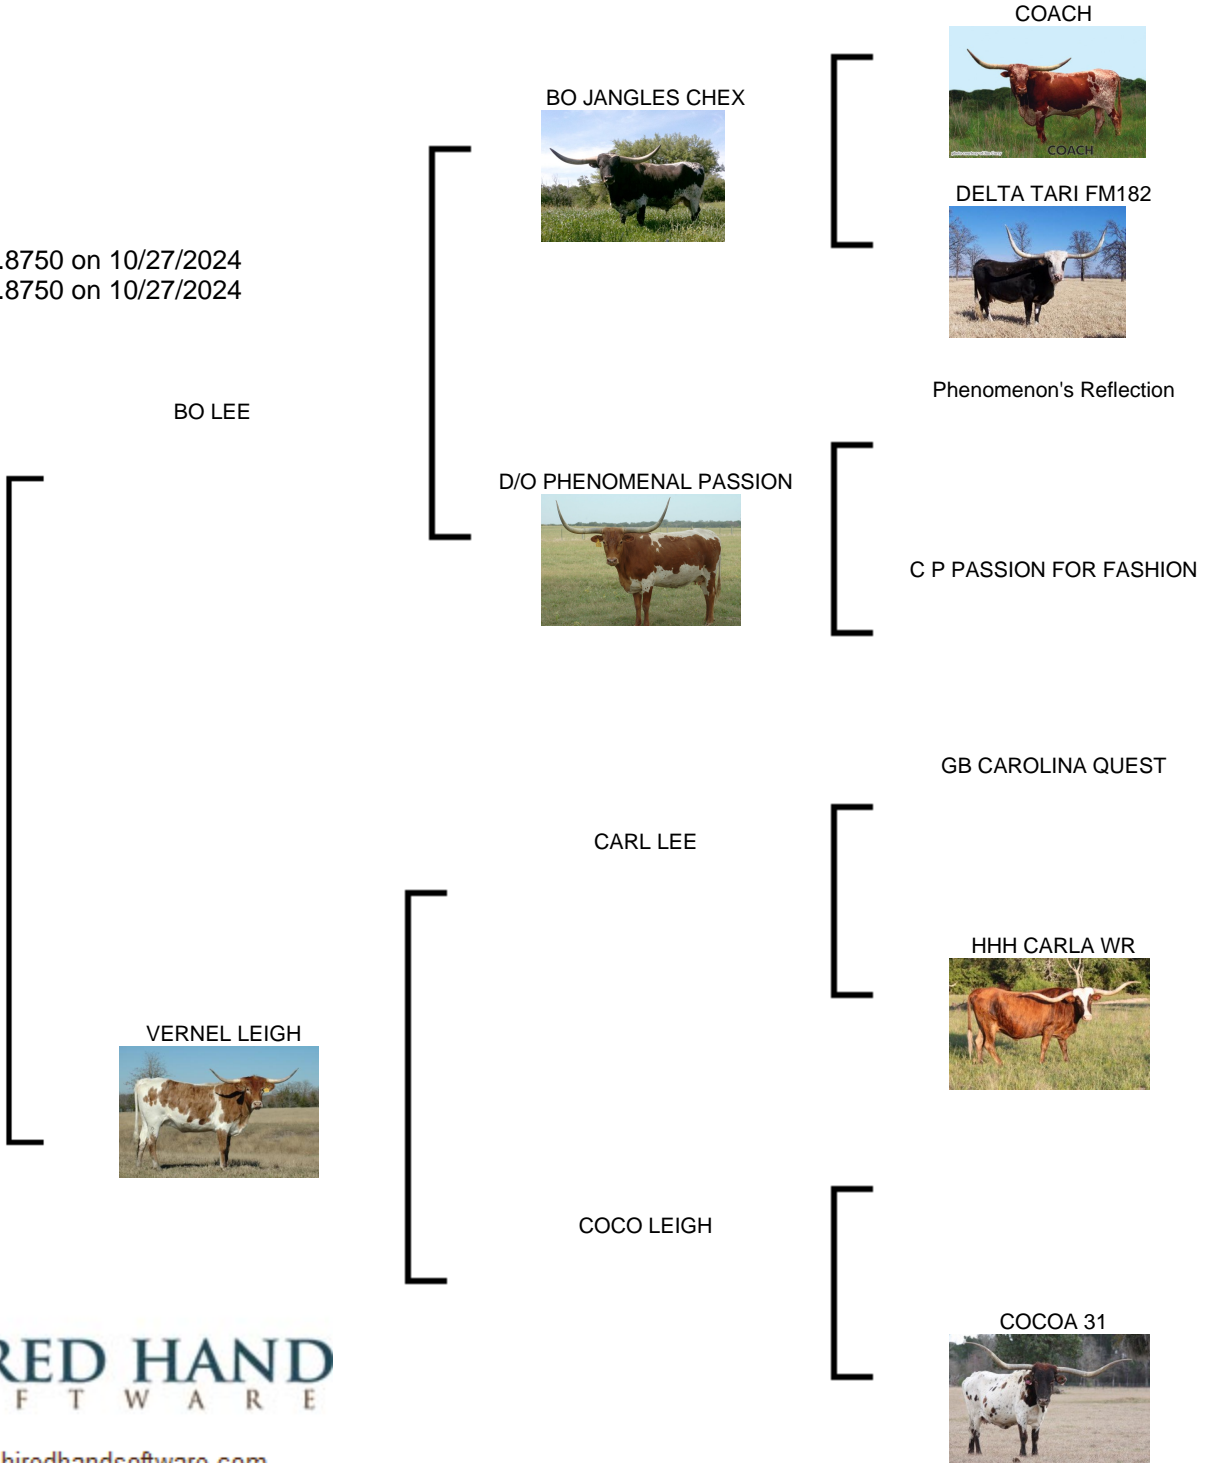 COACH
BO JANGLES CHEX
COACH
DELTA TARI FM182
.8750 on 10/27/2024
.8750 on 10/27/2024
Phenomenon's Reflection
BO LEE
D/O PHENOMENAL PASSION
C P PASSION FOR FASHION
GB CAROLINA QUEST
CARL LEE
HHH CARLA WR
VERNEL LEIGH
COCO LEIGH
COCOA 31
RED HAND
F T W A R E
hiredhandsoftware.com